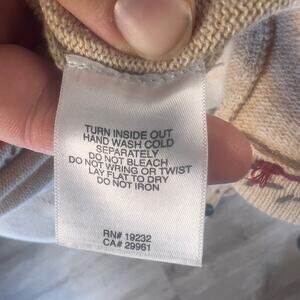 TURN INSIDE OUT
HAND WASH COLD
SEPARATELY
DO NOT BLEACH
DO NOT WRING OR TWIST
LAY FLAT TO DRY
DO NOT IRON
RN# 19232
CA# 29961